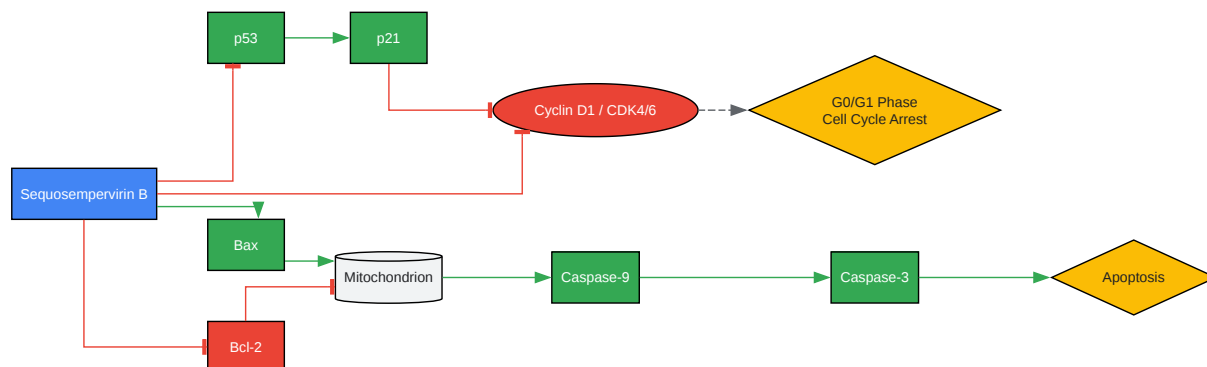 p53
p21
Cyclin D1 / CDK4/6
G0/G1 Phase
Cell Cycle Arrest
Sequosempervirin B
Bax
Mitochondrion
Caspase-9
Caspase-3
Apoptosis
Bcl-2